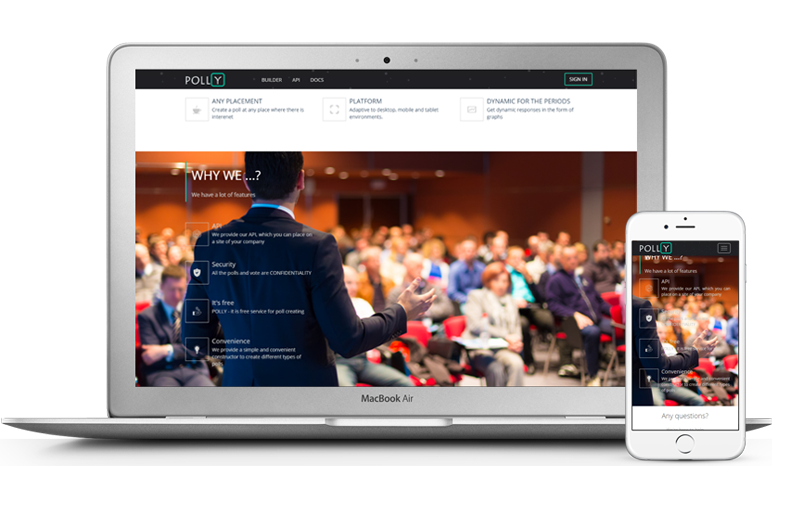 POLLY
BUILDER API DOCS
SIGN IN
ANY PLACEMENT
Create a poll at any place where there is
interenet
PLATFORM
Adaptive to desktop, mobile and tablet
environments.
DYNAMIC FOR THE PERIODS
Get dynamic responses in the form of
graphs
WHY WE ...?
We have a lot of features
API
We provide our API, which you can place on
a site of your company
Security
All the polls and vote are CONFIDENTIALITY
It's free
POLLY - it is free service for poll creating
Convenience
We provide a simple and convenient
constructor to create different types of
MacBook Air
POLLY
WHY WE ...?
We have a lot of features
API
We provide our API, which you can
place on a site of your company
Convenience
Any questions?